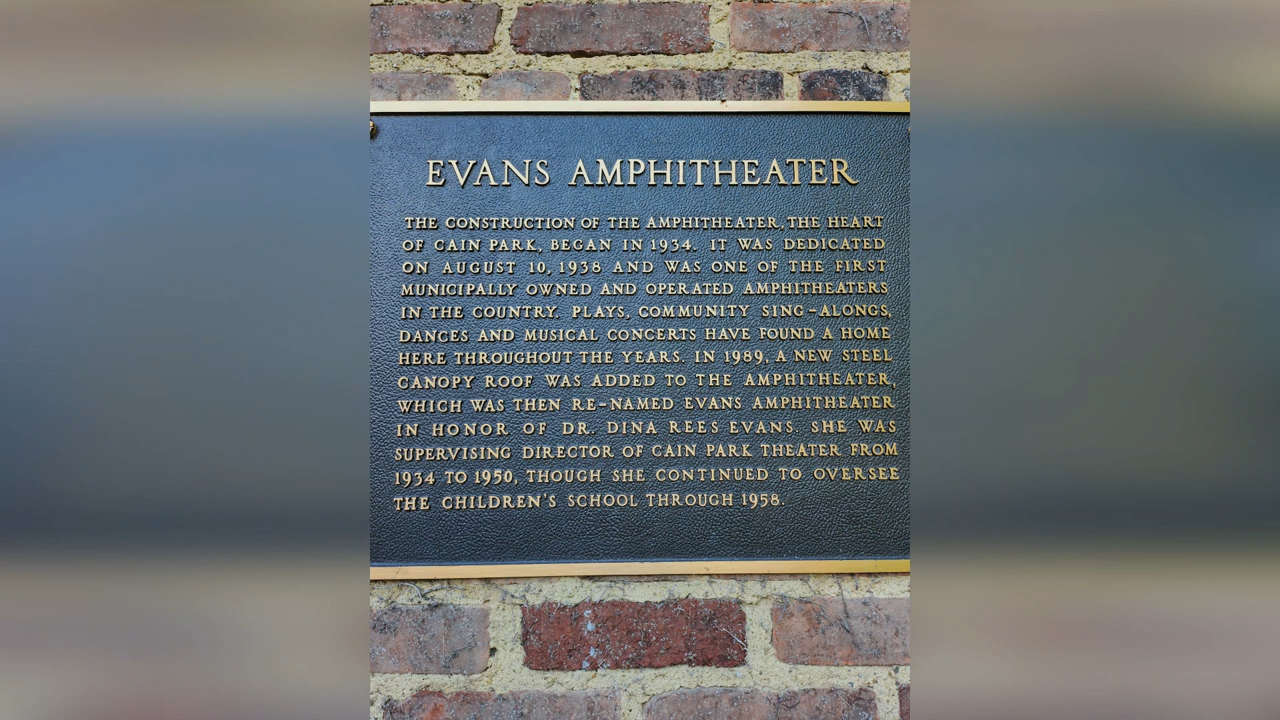 EVANS AMPHITHEATER
THE CONSTRUCTION OF THE AMPHITHEATER, THE HEART
OF CAIN PARK, BEGAN IN 1934. IT WAS DEDICATED
ON AUGUST 10, 1938 AND WAS ONE OF THE FIRST
MUNICIPALLY OWNED AND OPERATED AMPHITHEATERS
IN THE COUNTRY. PLAYS, COMMUNITY SING-ALONGS,
DANCES AND MUSICAL CONCERTS HAVE FOUND A HOME
HERE THROUGHOUT THE YEARS. IN 1989, A NEW STEEL
CANOPY ROOF WAS ADDED TO THE AMPHITHEATER,
WHICH WAS THEN RE-NAMED EVANS AMPHITHEATER
IN HONOR OF DR. DINA REES EVANS. SHE WAS
SUPERVISING DIRECTOR OF CAIN PARK THEATER FROM
1934 TO 1950, THOUGH SHE CONTINUED TO OVERSEE
THE CHILDREN'S SCHOOL THROUGH 1958.